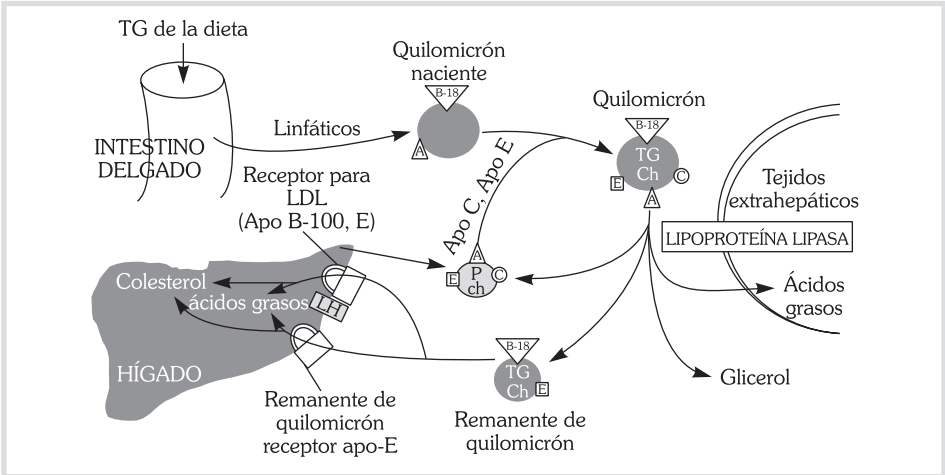 TG de la dieta
Quilomicrón
naciente
B-18
A
Quilomicrón
B-18
TG
Ch
E
C
A
Linfáticos
INTESTINO
DELGADO
Receptor para
LDL
(Apo B-100, E)
Apo C, Apo E
Tejidos
extrahepáticos
LIPOPROTEÍNA LIPASA
A
E
P
ch
C
Colesterol
ácidos grasos
LH
Ácidos
grasos
HÍGADO
B-18
TG
Ch
E
Glicerol
Remanente de
quilomicrón
receptor apo-E
Remanente de
quilomicrón